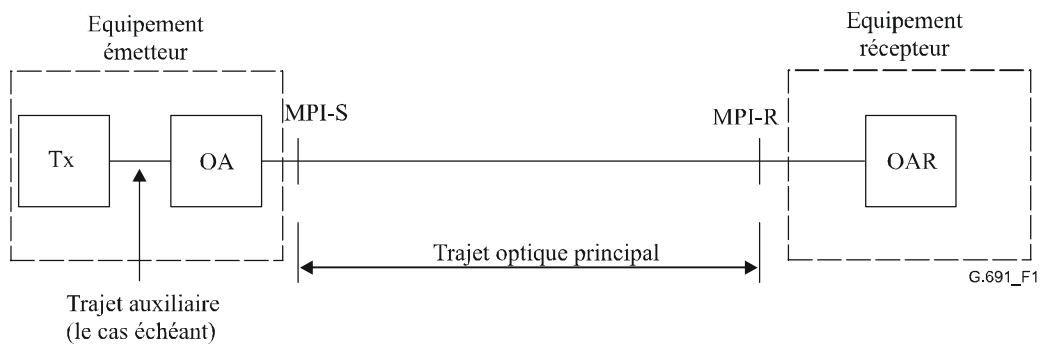 Equipement
émetteur
Equipement
récepteur
MPI-S
MPI-R
Tx
OA
OAR
Trajet optique principal
G.691_F1
Trajet auxiliaire
(le cas échéant)